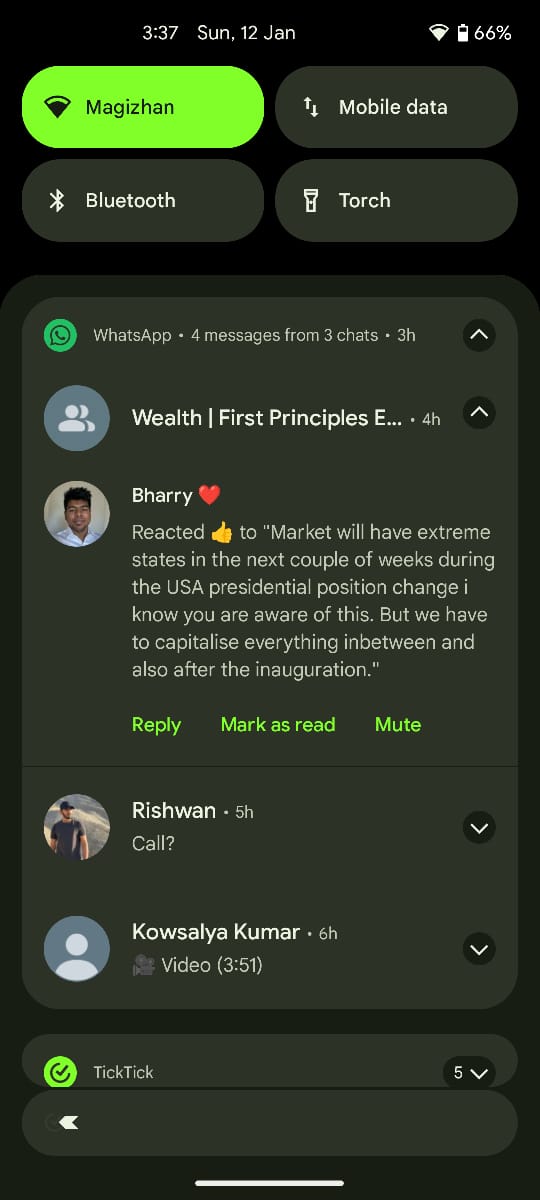 3:37 Sun, 12 Jan 66%
Magizhan Mobile data
Bluetooth Torch
WhatsApp • 4 messages from 3 chats • 3h
Wealth | First Principles E... • 4h
Bharry ❤️
Reacted 👍 to "Market will have extreme
states in the next couple of weeks during
the USA presidential position change i
know you are aware of this. But we have
to capitalise everything inbetween and
also after the inauguration."
Reply Mark as read Mute
Rishwan • 5h
Call?
Kowsalya Kumar • 6h
🎥 Video (3:51)
TickTick 5